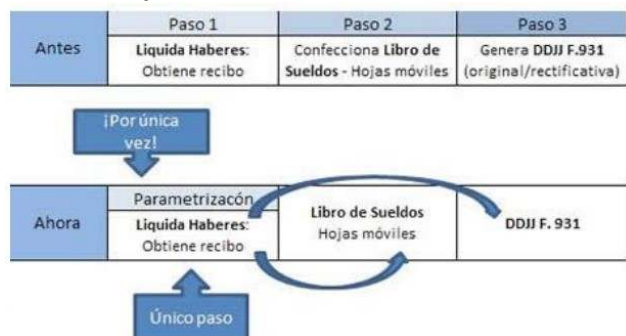 Antes
Paso 1
Paso 2
Paso 3
Liquida Haberes:
Obtiene recibo
Confecciona Libro de
Sueldos - Hojas móviles
Genera DDJJ F.931
(original/rectificativa)
¡Por única
vez!
Ahora
Parametrizacón
Liquida Haberes:
Obtiene recibo
Libro de Sueldos
Hojas móviles
DDJJ F. 931
Único paso